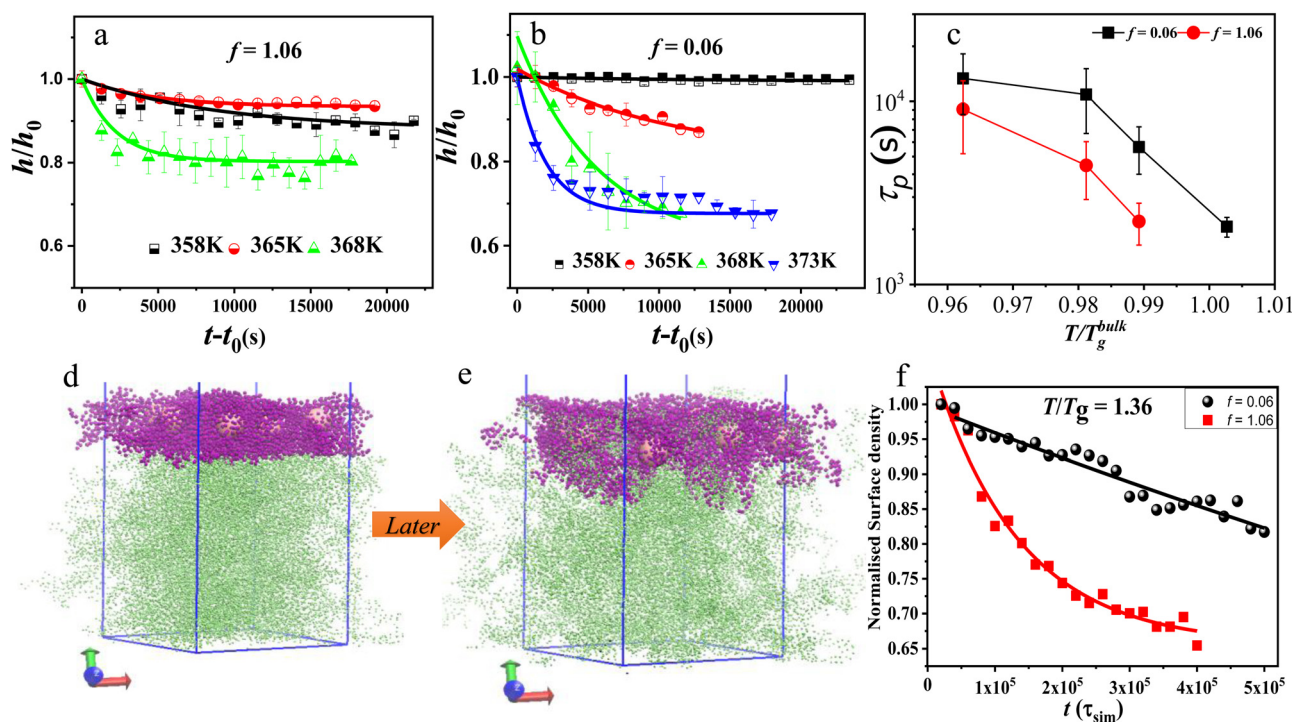 a
f = 1.06
h/h0
1.0
0.8
0.6
0 5000 10000 15000 20000
t-t0(s)
358K 365K 368K
b
f = 0.06
h/h0
1.0
0.8
0.6
0 5000 10000 15000 20000
t-t0(s)
358K 365K 368K 373K
c
f = 0.06 f = 1.06
τp (s)
10^4
10^3
0.96 0.97 0.98 0.99 1.00 1.01
T/Tg^bulk
d
Later
e
f
T/Tg = 1.36
f = 0.06
f = 1.06
Normalised Surface density
1.00
0.95
0.90
0.85
0.80
0.75
0.70
0.65
0 1x10^5 2x10^5 3x10^5 4x10^5 5x10^5
t (τsim)